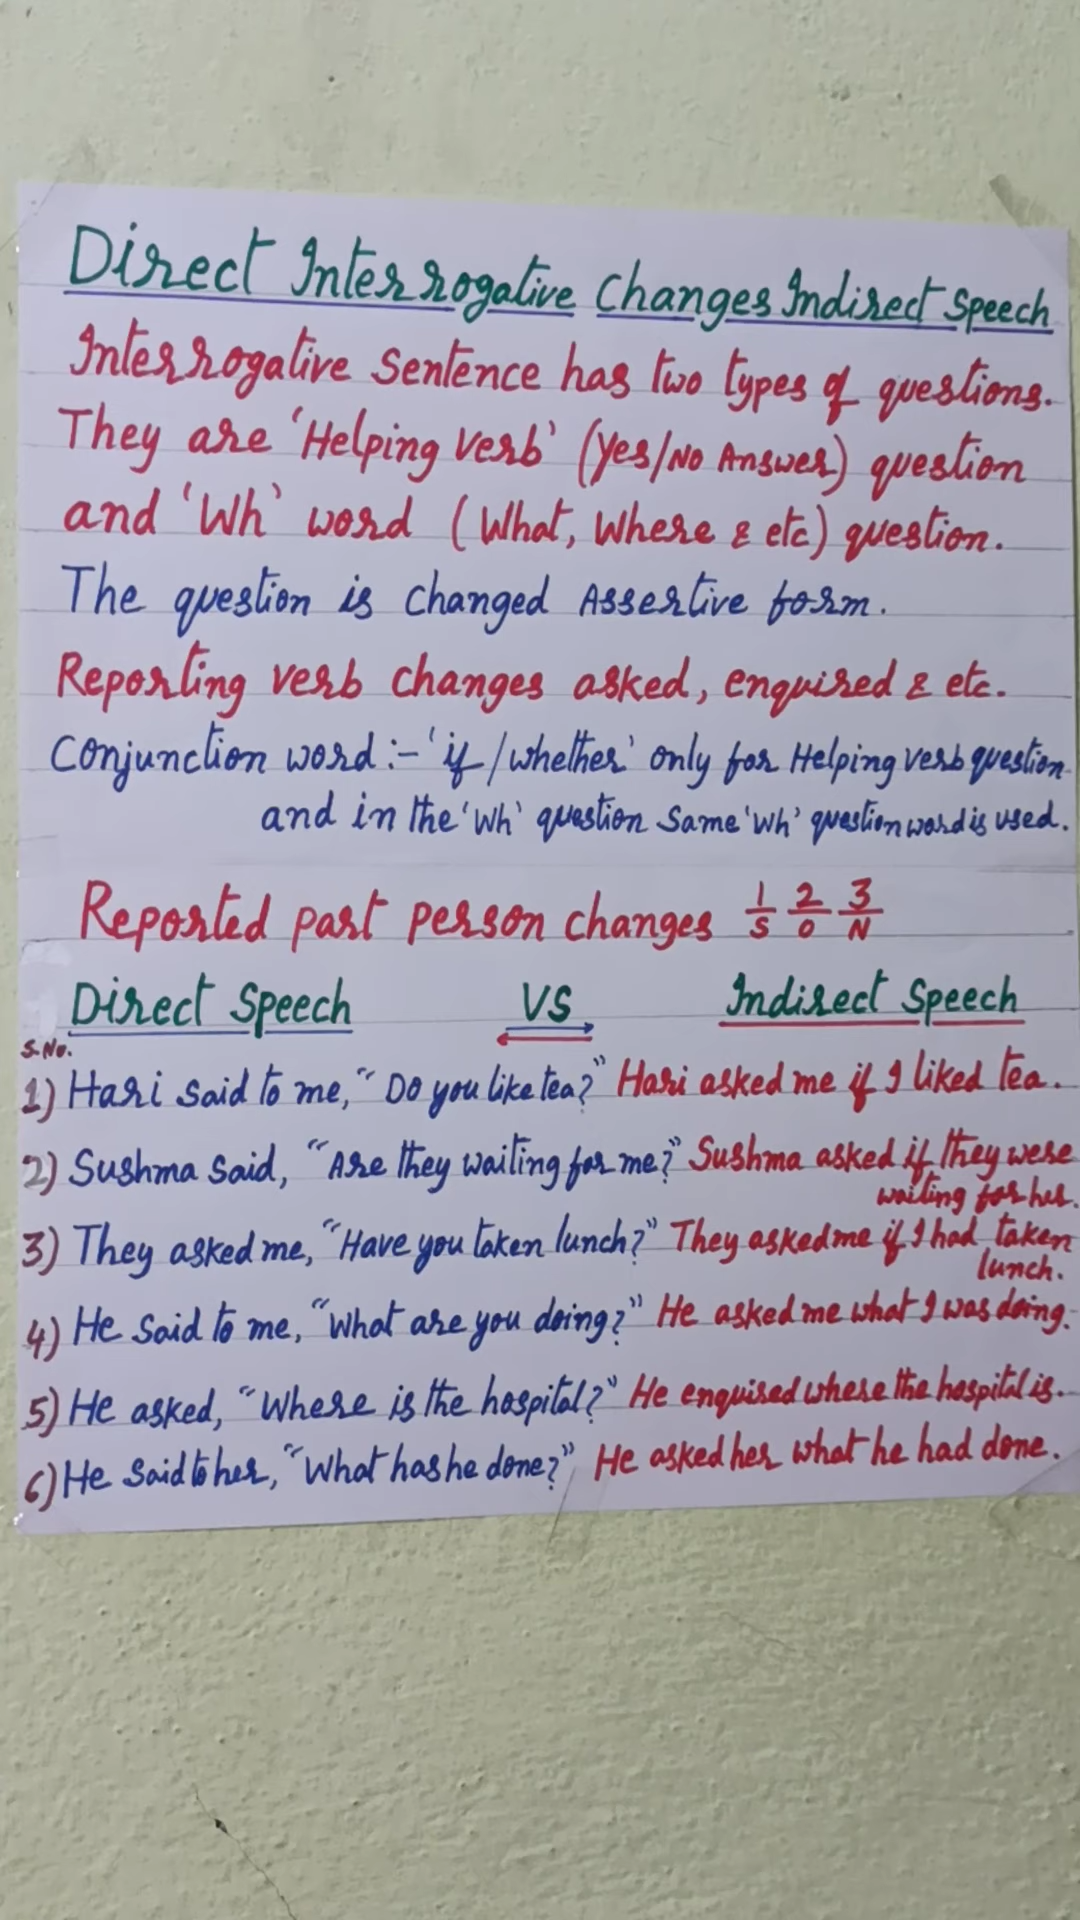 Direct Interrogative Changes Indirect Speech
Interrogative Sentence has two types of questions.
They are 'Helping Verb' (Yes/No Answer) question
and 'Wh' word (What, Where & etc) question.
The question is changed Assertive form.
Reporting verb changes asked, enquired & etc.
Conjunction word :- 'if/whether' only for Helping verb question
and in the 'Wh' question Same 'Wh' question word is used.
Reported part person changes 1/S 2/O 3/N
Direct Speech VS Indirect Speech
S.No.
1) Hari said to me, "Do you like tea?" Hari asked me if I liked tea.
2) Sushma said, "Are they waiting for me?" Sushma asked if they were
waiting for her.
3) They asked me, "Have you taken lunch?" They asked me if I had taken
lunch.
4) He said to me, "What are you doing?" He asked me what I was doing.
5) He asked, "Where is the hospital?" He enquired where the hospital is.
6) He said to her, "What has he done?" He asked her what he had done.